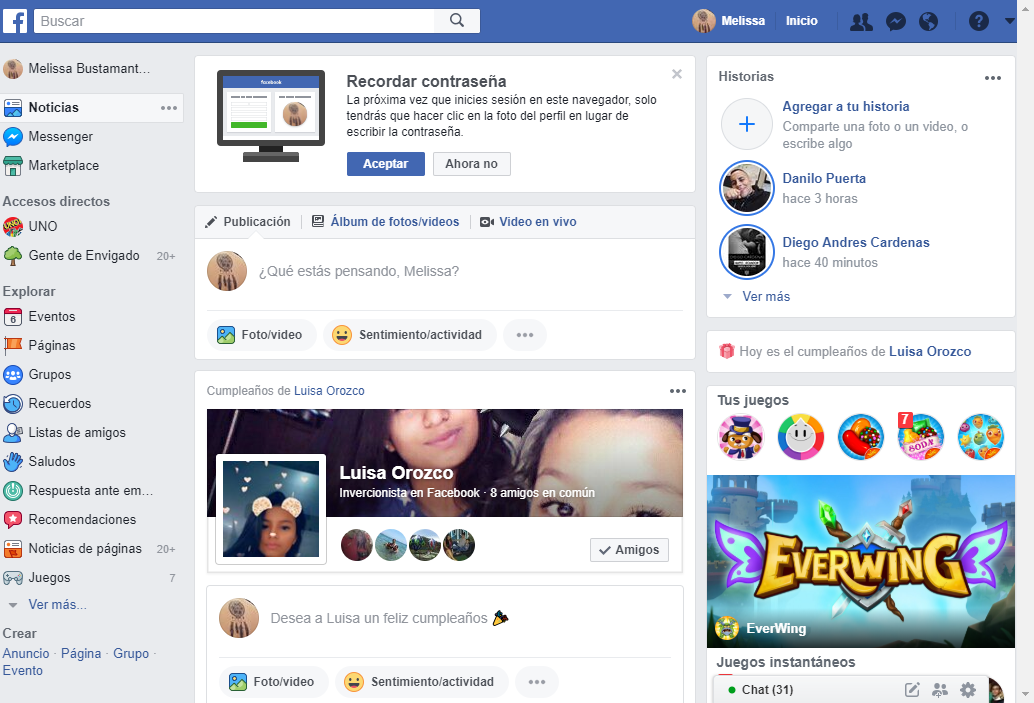 Buscar
Melissa
Inicio
Melissa Bustamant...
Noticias
Messenger
Marketplace
Accesos directos
UNO
Gente de Envigado 20+
Explorar
6
Eventos
Páginas
Grupos
Recuerdos
Listas de amigos
Saludos
Respuesta ante em...
Recomendaciones
Noticias de páginas 20+
Juegos 7
Ver más...
Crear
Anuncio · Página · Grupo ·
Evento
facebook
Recordar contraseña
La próxima vez que inicies sesión en este navegador, solo
tendrás que hacer clic en la foto del perfil en lugar de
escribir la contraseña.
Aceptar
Ahora no
Publicación
Álbum de fotos/videos
Video en vivo
¿Qué estás pensando, Melissa?
Foto/video
Sentimiento/actividad
Cumpleaños de Luisa Orozco
Luisa Orozco
Invercionista en Facebook · 8 amigos en común
Amigos
Desea a Luisa un feliz cumpleaños
Foto/video
Sentimiento/actividad
Historias
Agregar a tu historia
Comparte una foto o un video, o
escribe algo
Danilo Puerta
hace 3 horas
Diego Andres Cardenas
hace 40 minutos
Ver más
Hoy es el cumpleaños de Luisa Orozco
Tus juegos
7
SODA
EVERWING
EverWing
Juegos instantáneos
Chat (31)